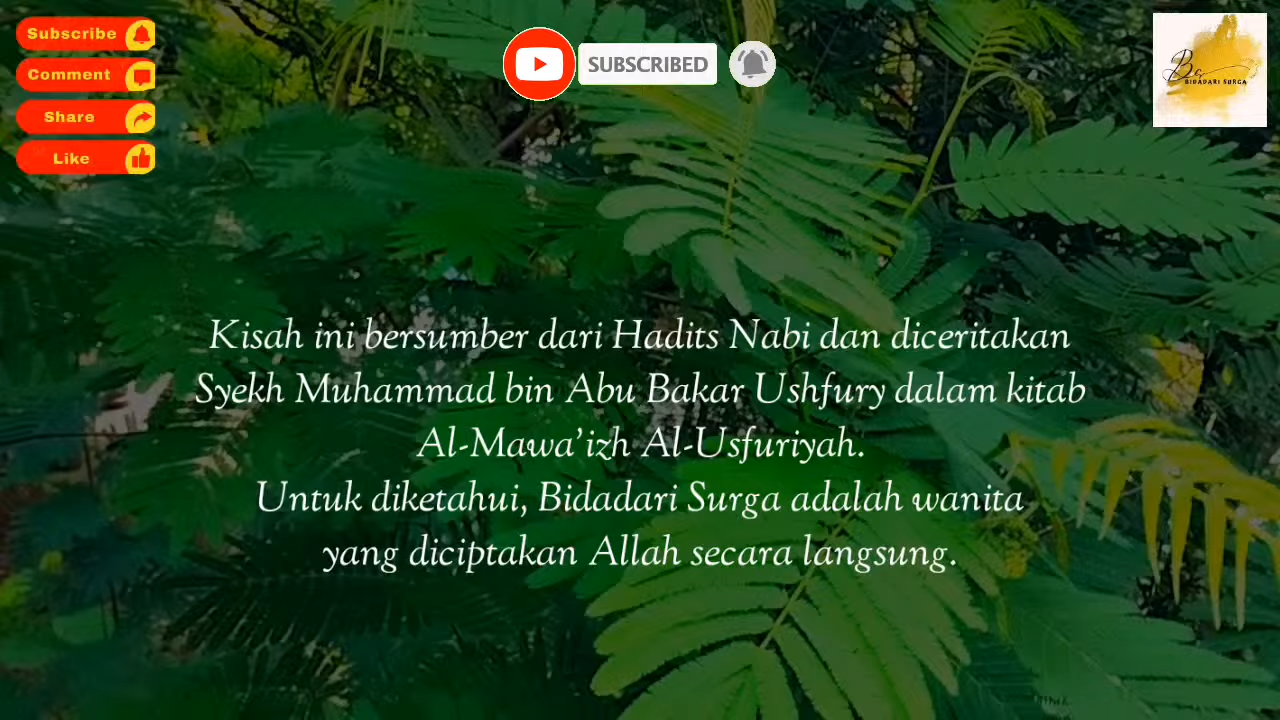 Subscribe
Comment
Share
Like
SUBSCRIBED
Bs
BIDADARI SURGA
Kisah ini bersumber dari Hadits Nabi dan diceritakan
Syekh Muhammad bin Abu Bakar Ushfury dalam kitab
Al-Mawa’izh Al-Usfuriyah.
Untuk diketahui, Bidadari Surga adalah wanita
yang diciptakan Allah secara langsung.